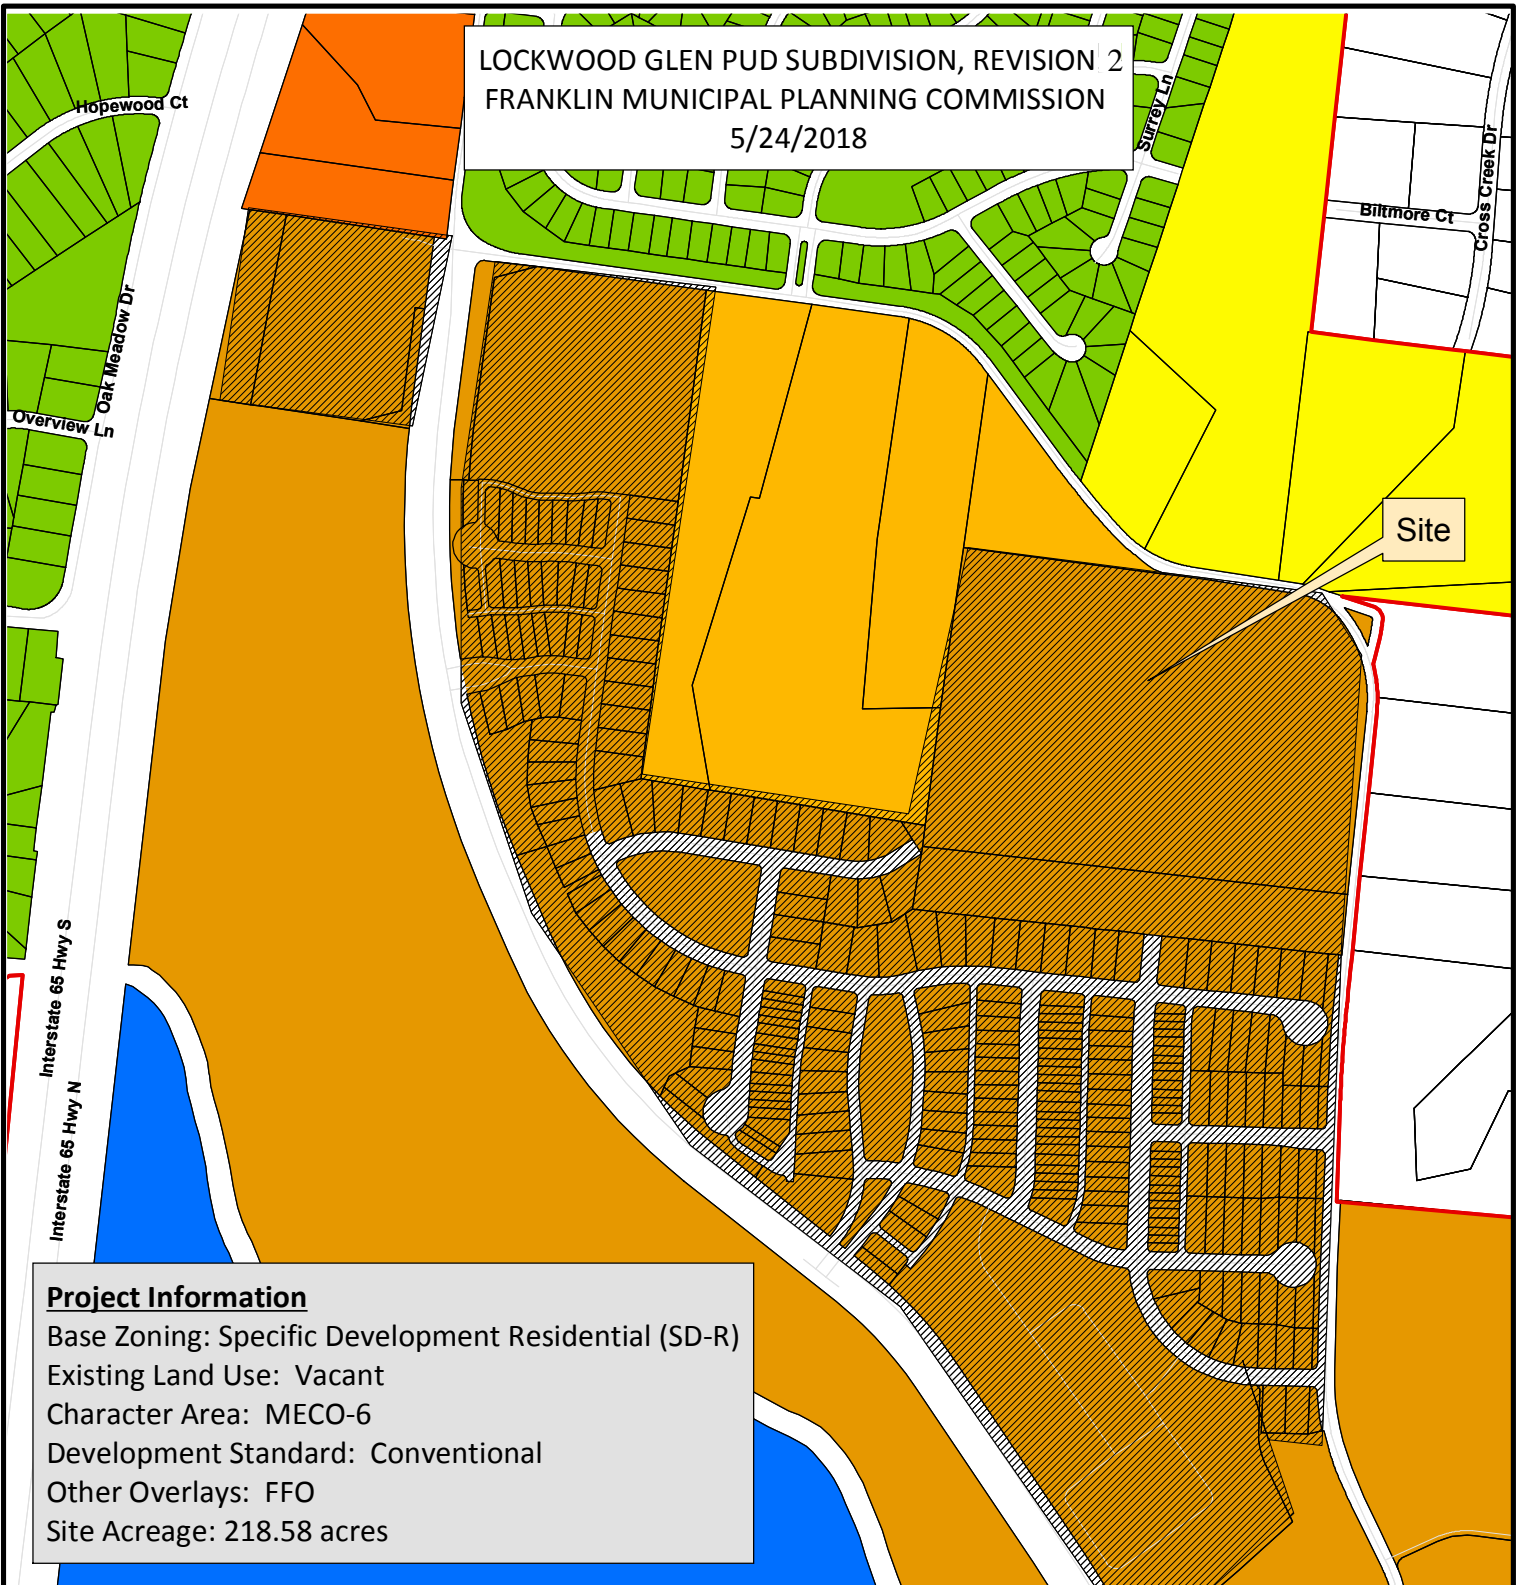 LOCKWOOD GLEN PUD SUBDIVISION, REVISION 2
FRANKLIN MUNICIPAL PLANNING COMMISSION
5/24/2018
Hopewood Ct
Surrey Ln
Cross Creek Dr
Biltmore Ct
Oak Meadow Dr
Overview Ln
Site
Interstate 65 Hwy S
Interstate 65 Hwy N
Project Information
Base Zoning: Specific Development Residential (SD-R)
Existing Land Use: Vacant
Character Area: MECO-6
Development Standard: Conventional
Other Overlays: FFO
Site Acreage: 218.58 acres